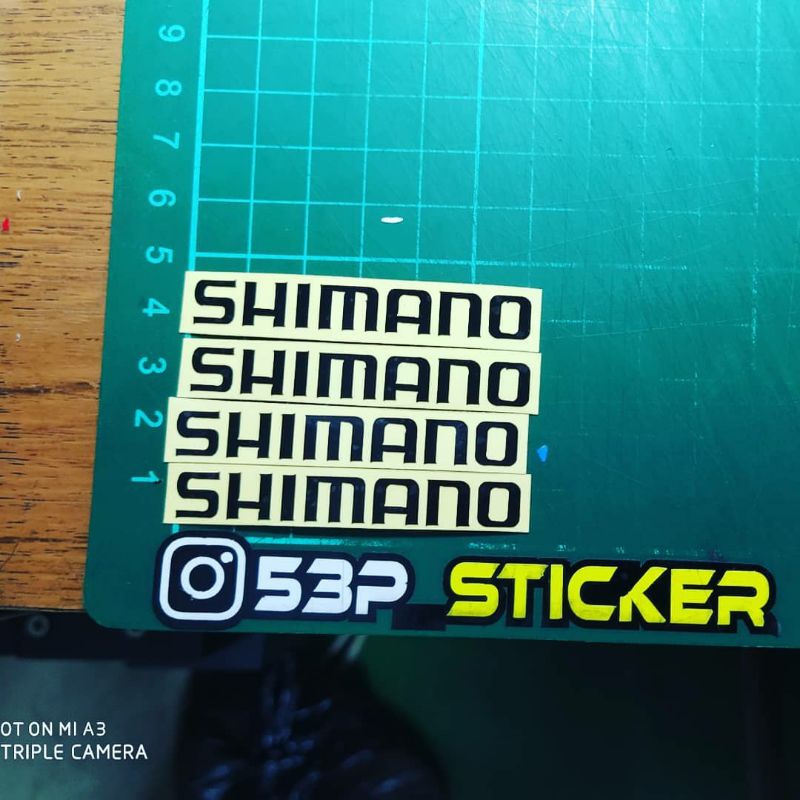 9
8
7
6
5
4
3
2
1
SHIMANO
SHIMANO
SHIMANO
SHIMANO
53P STICKER
OT ON MI A3
TRIPLE CAMERA